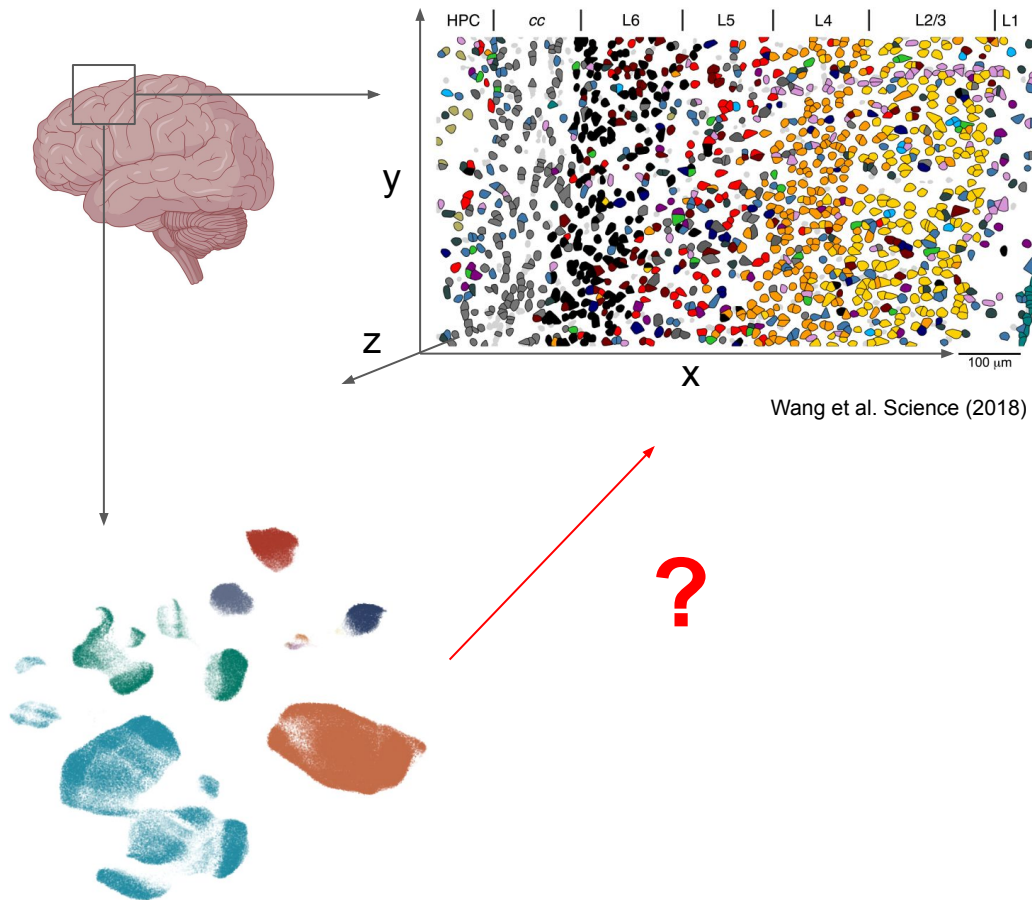 HPC | cc | L6 | L5 | L4 | L2/3 | L1
y
z
x
100 μm
Wang et al. Science (2018)
?